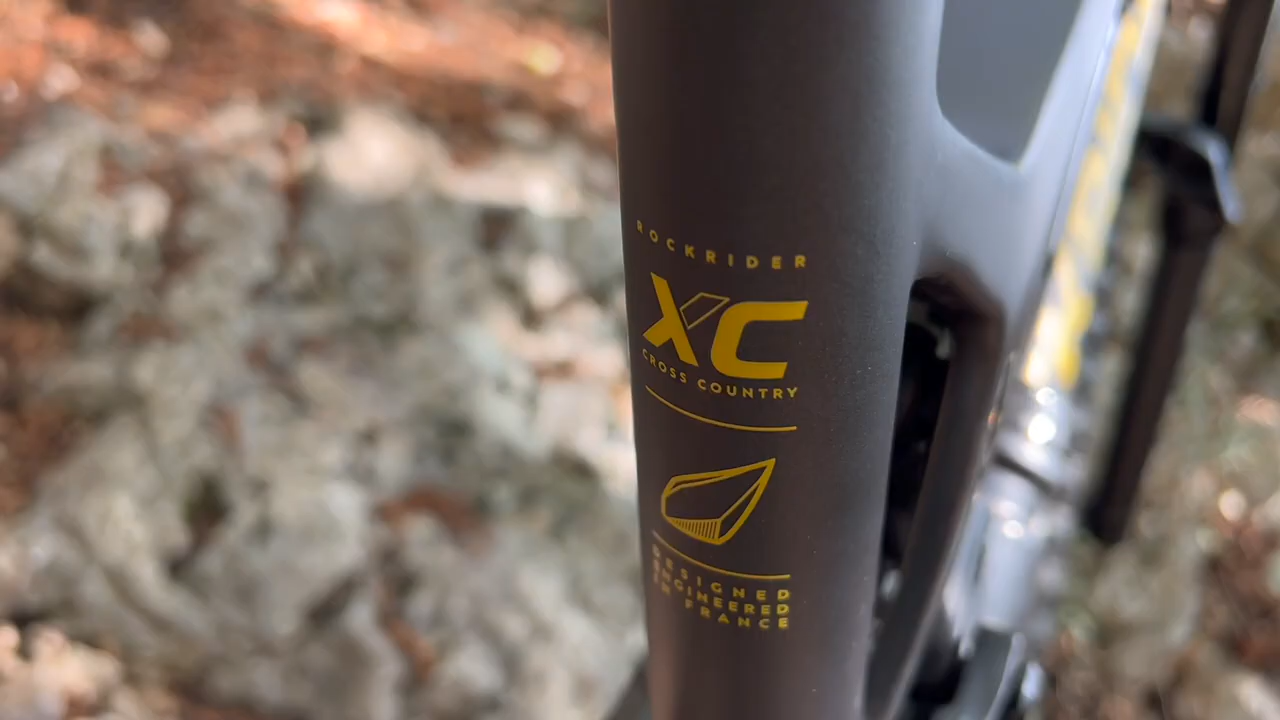 ROCKRIDER
XC
CROSS COUNTRY
DESIGNED
ENGINEERED
IN FRANCE